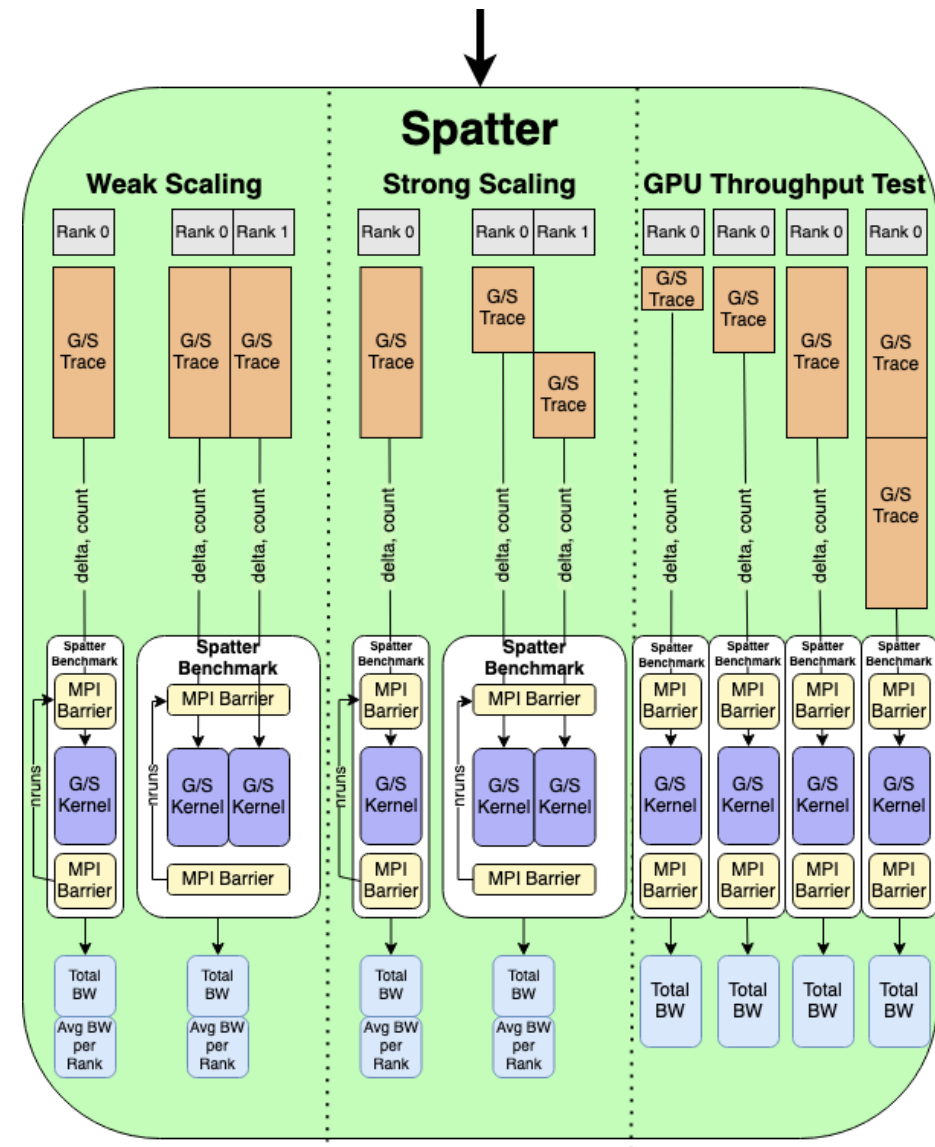 Spatter
Weak Scaling
Rank 0
Rank 0
Rank 1
G/S
Trace
G/S
Trace
G/S
Trace
delta, count
delta, count
delta, count
Spatter
Benchmark
MPI
Barrier
G/S
Kernel
MPI
Barrier
nruns
Spatter
Benchmark
MPI Barrier
G/S
Kernel
G/S
Kernel
MPI Barrier
nruns
Total
BW
Avg BW
per
Rank
Total
BW
Avg BW
per
Rank
Strong Scaling
Rank 0
Rank 0
Rank 1
G/S
Trace
G/S
Trace
G/S
Trace
delta, count
delta, count
delta, count
Spatter
Benchmark
MPI
Barrier
G/S
Kernel
MPI
Barrier
nruns
Spatter
Benchmark
MPI Barrier
G/S
Kernel
G/S
Kernel
MPI Barrier
nruns
Total
BW
Avg BW
per
Rank
Total
BW
Avg BW
per
Rank
GPU Throughput Test
Rank 0
Rank 0
Rank 0
Rank 0
G/S
Trace
G/S
Trace
G/S
Trace
G/S
Trace
G/S
Trace
delta, count
delta, count
delta, count
Spatter
Benchmark
MPI
Barrier
G/S
Kernel
MPI
Barrier
Total
BW
Spatter
Benchmark
MPI
Barrier
G/S
Kernel
MPI
Barrier
Total
BW
Spatter
Benchmark
MPI
Barrier
G/S
Kernel
MPI
Barrier
Total
BW
Spatter
Benchmark
MPI
Barrier
G/S
Kernel
MPI
Barrier
Total
BW